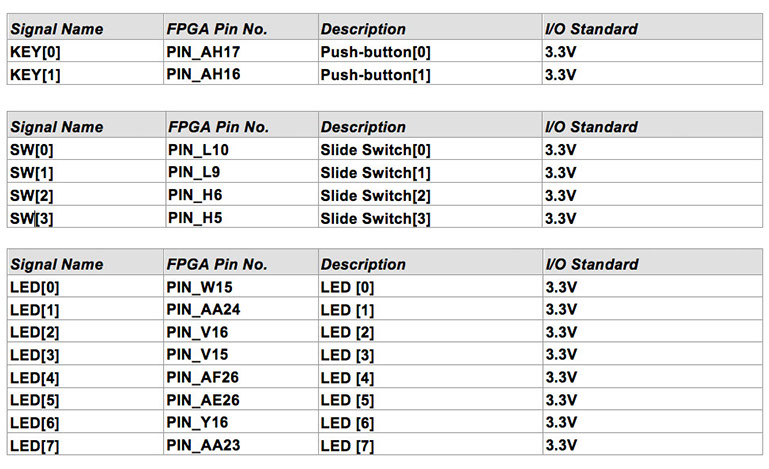 Signal Name FPGA Pin No. Description I/O Standard
KEY[0] PIN_AH17 Push-button[0] 3.3V
KEY[1] PIN_AH16 Push-button[1] 3.3V
Signal Name FPGA Pin No. Description I/O Standard
SW[0] PIN_L10 Slide Switch[0] 3.3V
SW[1] PIN_L9 Slide Switch[1] 3.3V
SW[2] PIN_H6 Slide Switch[2] 3.3V
SW[3] PIN_H5 Slide Switch[3] 3.3V
Signal Name FPGA Pin No. Description I/O Standard
LED[0] PIN_W15 LED [0] 3.3V
LED[1] PIN_AA24 LED [1] 3.3V
LED[2] PIN_V16 LED [2] 3.3V
LED[3] PIN_V15 LED [3] 3.3V
LED[4] PIN_AF26 LED [4] 3.3V
LED[5] PIN_AE26 LED [5] 3.3V
LED[6] PIN_Y16 LED [6] 3.3V
LED[7] PIN_AA23 LED [7] 3.3V